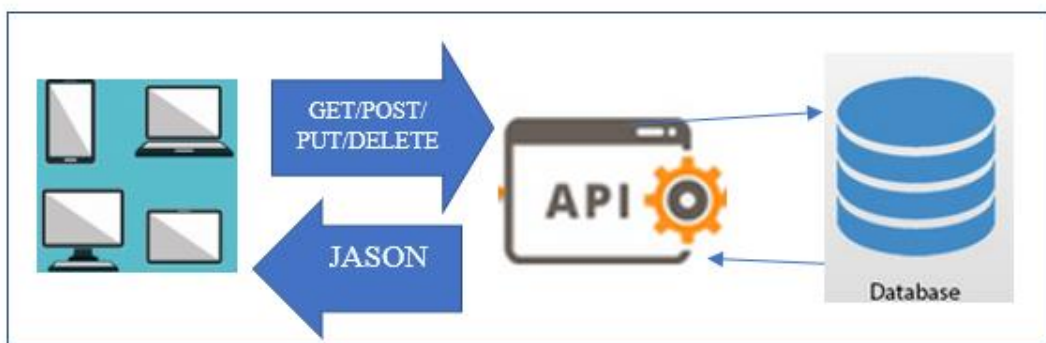 GET/POST/
PUT/DELETE
API
JASON
Database